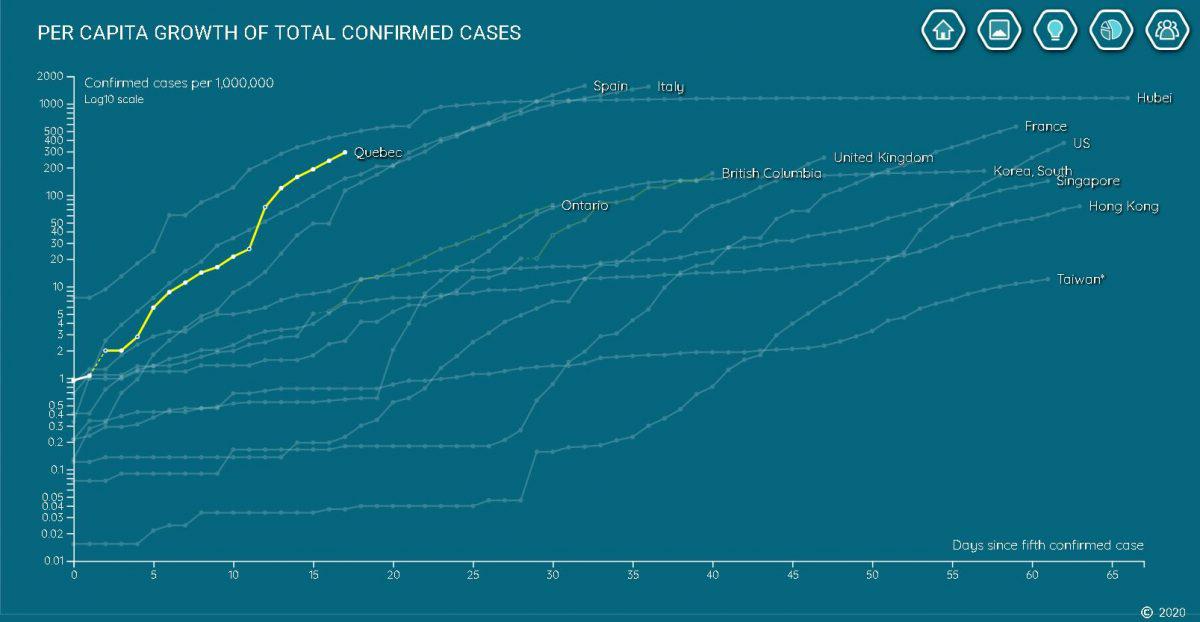 PER CAPITA GROWTH OF TOTAL CONFIRMED CASES
Confirmed cases per 1,000,000
Log10 scale
2000
1000
500
400
300
200
100
50
40
30
20
10
5
4
3
2
1
0.5
0.4
0.3
0.2
0.1
0.05
0.04
0.03
0.02
0.01
Spain
Italy
Hubei
France
US
Quebec
United Kingdom
British Columbia
Korea, South
Singapore
Ontario
Hong Kong
Taiwan*
Days since fifth confirmed case
0 5 10 15 20 25 30 35 40 45 50 55 60 65
© 2020